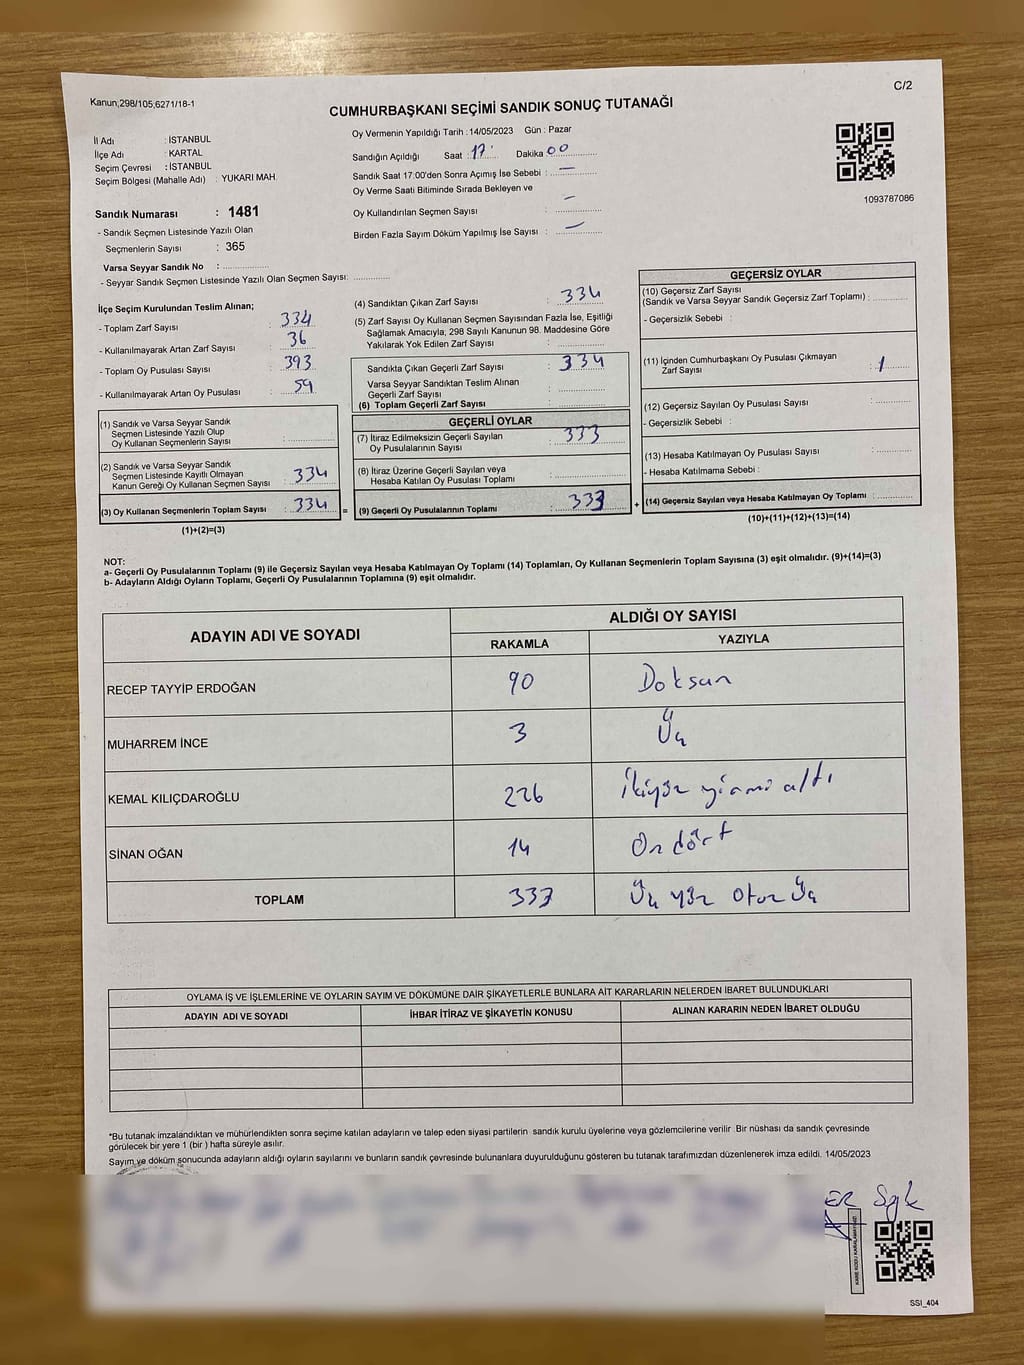 Kanun;298/105;6271/18-1
C/2
CUMHURBAŞKANI SEÇİMİ SANDIK SONUÇ TUTANAĞI
İl Adı : İSTANBUL
İlçe Adı : KARTAL
Seçim Çevresi : İSTANBUL
Seçim Bölgesi (Mahalle Adı) : YUKARI MAH.
Sandık Numarası : 1481
- Sandık Seçmen Listesinde Yazılı Olan
Seçmenlerin Sayısı : 365
Varsa Seyyar Sandık No :
- Seyyar Sandık Seçmen Listesinde Yazılı Olan Seçmen Sayısı:
Oy Vermenin Yapıldığı Tarih :14/05/2023 Gün : Pazar
Sandığın Açıldığı Saat : 17 Dakika : 00
Sandık Saat 17:00'den Sonra Açımış İse Sebebi : —
Oy Verme Saati Bitiminde Sırada Bekleyen ve
Oy Kullandırılan Seçmen Sayısı : —
Birden Fazla Sayım Döküm Yapılmış İse Sayısı : —
1093787086
İlçe Seçim Kurulundan Teslim Alınan;
- Toplam Zarf Sayısı : 334
- Kullanılmayarak Artan Zarf Sayısı : 36
- Toplam Oy Pusulası Sayısı : 393
- Kullanılmayarak Artan Oy Pusulası : 59
(1) Sandık ve Varsa Seyyar Sandık
Seçmen Listesinde Yazılı Olup
Oy Kullanan Seçmenlerin Sayısı :
(2) Sandık ve Varsa Seyyar Sandık
Seçmen Listesinde Kayıtlı Olmayan
Kanun Gereği Oy Kullanan Seçmen Sayısı : 334
(3) Oy Kullanan Seçmenlerin Toplam Sayısı : 334 =
(1)+(2)=(3)
(4) Sandıktan Çıkan Zarf Sayısı : 334
(5) Zarf Sayısı Oy Kullanan Seçmen Sayısından Fazla İse, Eşitliği
Sağlamak Amacıyla, 298 Sayılı Kanunun 98. Maddesine Göre
Yakılarak Yok Edilen Zarf Sayısı :
Sandıkta Çıkan Geçerli Zarf Sayısı : 334
Varsa Seyyar Sandıktan Teslim Alınan
Geçerli Zarf Sayısı :
(6) Toplam Geçerli Zarf Sayısı :
GEÇERLİ OYLAR
(7) İtiraz Edilmeksizin Geçerli Sayılan
Oy Pusulalarının Sayısı : 333
(8) İtiraz Üzerine Geçerli Sayılan veya
Hesaba Katılan Oy Pusulası Toplamı :
(9) Geçerli Oy Pusulalarının Toplamı : 333 +
GEÇERSİZ OYLAR
(10) Geçersiz Zarf Sayısı
(Sandık ve Varsa Seyyar Sandık Geçersiz Zarf Toplamı) :
- Geçersizlik Sebebi :
(11) İçinden Cumhurbaşkanı Oy Pusulası Çıkmayan
Zarf Sayısı : 1
(12) Geçersiz Sayılan Oy Pusulası Sayısı :
- Geçersizlik Sebebi :
(13) Hesaba Katılmayan Oy Pusulası Sayısı :
- Hesaba Katılmama Sebebi :
(14) Geçersiz Sayılan veya Hesaba Katılmayan Oy Toplamı :
(10)+(11)+(12)+(13)=(14)
NOT:
a- Geçerli Oy Pusulalarının Toplamı (9) ile Geçersiz Sayılan veya Hesaba Katılmayan Oy Toplamı (14) Toplamları, Oy Kullanan Seçmenlerin Toplam Sayısına (3) eşit olmalıdır. (9)+(14)=(3)
b- Adayların Aldığı Oyların Toplamı, Geçerli Oy Pusulalarının Toplamına (9) eşit olmalıdır.
ADAYIN ADI VE SOYADI
ALDIĞI OY SAYISI
RAKAMLA YAZIYLA
RECEP TAYYİP ERDOĞAN 90 Doksan
MUHARREM İNCE 3 Üç
KEMAL KILIÇDAROĞLU 226 İkiyüz yirmi altı
SİNAN OĞAN 14 On dört
TOPLAM 333 Üç yüz otuz Üç
OYLAMA İŞ VE İŞLEMLERİNE VE OYLARIN SAYIM VE DÖKÜMÜNE DAİR ŞİKAYETLERLE BUNLARA AİT KARARLARIN NELERDEN İBARET BULUNDUKLARI
ADAYIN ADI VE SOYADI İHBAR İTİRAZ VE ŞİKAYETİN KONUSU ALINAN KARARIN NEDEN İBARET OLDUĞU
*Bu tutanak imzalandıktan ve mühürlendikten sonra seçime katılan adayların ve talep eden siyasi partilerin sandık kurulu üyelerine veya gözlemcilerine verilir. Bir nüshası da sandık çevresinde
görülecek bir yere 1 (bir ) hafta süreyle asılır.
Sayım ve döküm sonucunda adayların aldığı oyların sayılarını ve bunların sandık çevresinde bulunanlara duyurulduğunu gösteren bu tutanak tarafımızdan düzenlenerek imza edildi. 14/05/2023
ER
SSI_404